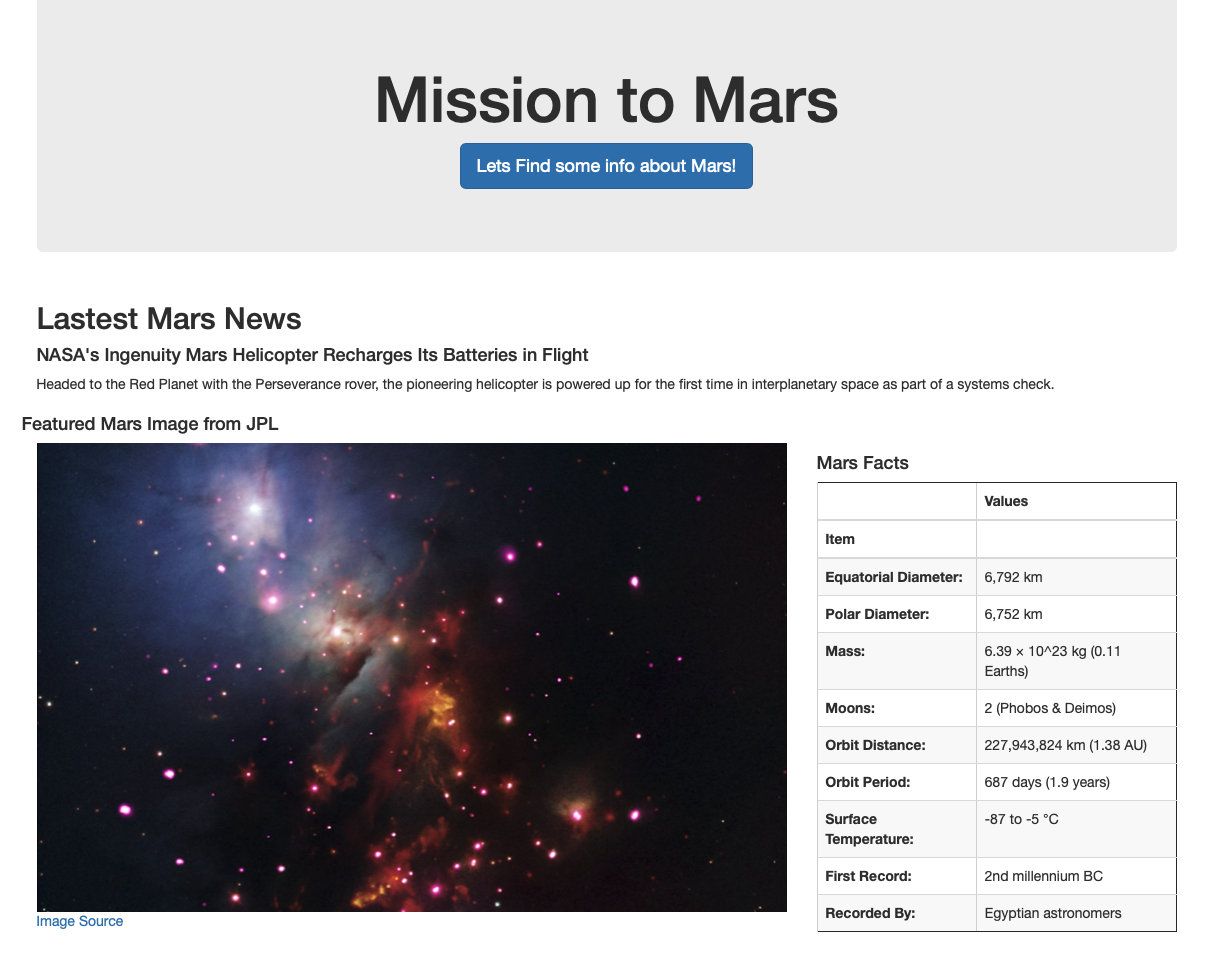 Mission to Mars
Lets Find some info about Mars!
Lastest Mars News
NASA's Ingenuity Mars Helicopter Recharges Its Batteries in Flight
Headed to the Red Planet with the Perseverance rover, the pioneering helicopter is powered up for the first time in interplanetary space as part of a systems check.
Featured Mars Image from JPL
Image Source
Mars Facts
Values
Item
Equatorial Diameter: 6,792 km
Polar Diameter: 6,752 km
Mass: 6.39 × 10^23 kg (0.11
Earths)
Moons: 2 (Phobos & Deimos)
Orbit Distance: 227,943,824 km (1.38 AU)
Orbit Period: 687 days (1.9 years)
Surface -87 to -5 °C
Temperature:
First Record: 2nd millennium BC
Recorded By: Egyptian astronomers